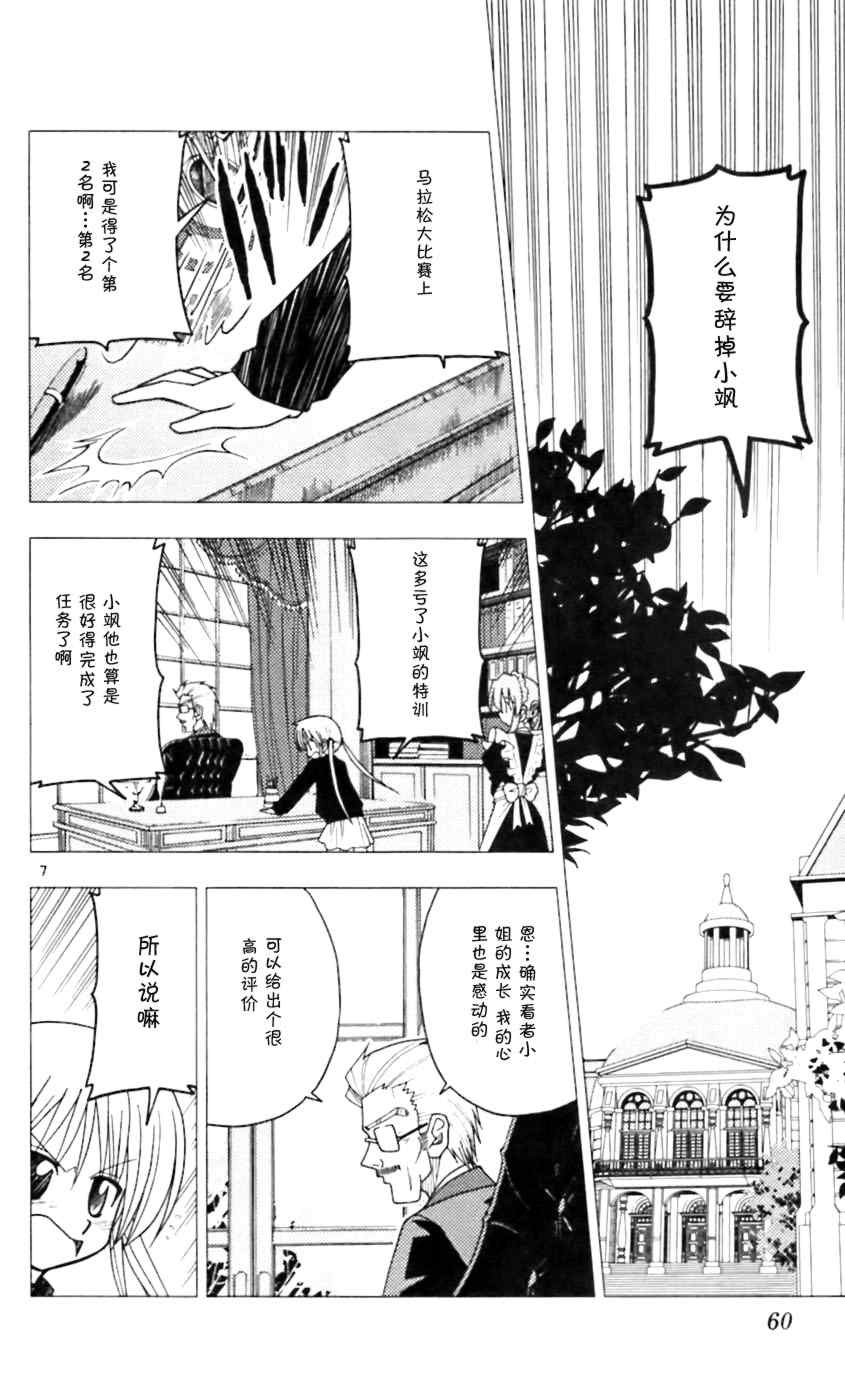 为什么要辞掉小飒
马拉松大比赛上
我可是得了个第
2名啊…第2名
这多亏了小飒的特训
小飒他也算是
很好得完成了
任务了啊
恩…确实看者小
姐的成长 我的心
里也是感动的
可以给出个很
高的评价
所以说嘛
7
60